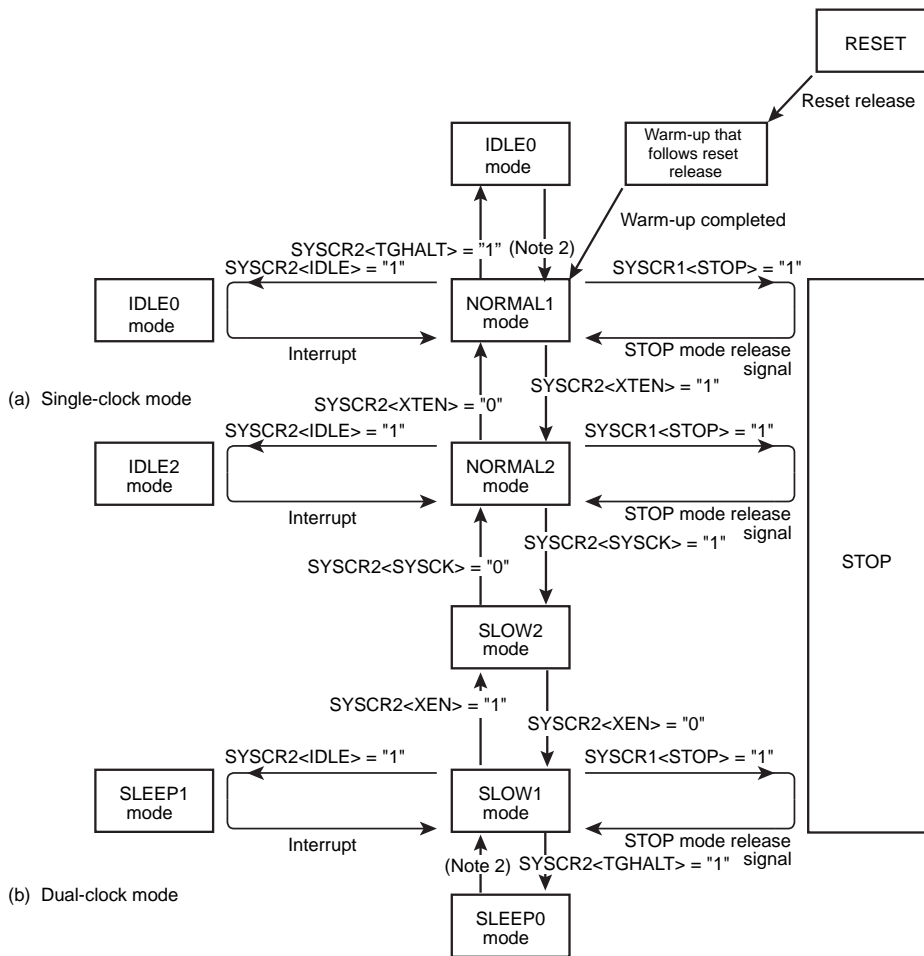 RESET
Reset release
IDLE0
mode
Warm-up that
follows reset
release
Warm-up completed
SYSCR2<TGHALT> = "1"
(Note 2)
SYSCR2<IDLE> = "1"
SYSCR1<STOP> = "1"
IDLE0
mode
NORMAL1
mode
Interrupt
STOP mode release
signal
SYSCR2<XTEN> = "1"
(a) Single-clock mode
SYSCR2<XTEN> = "0"
SYSCR2<IDLE> = "1"
SYSCR1<STOP> = "1"
IDLE2
mode
NORMAL2
mode
Interrupt
STOP mode release
signal
SYSCR2<SYSCK> = "1"
SYSCR2<SYSCK> = "0"
STOP
SLOW2
mode
SYSCR2<XEN> = "1"
SYSCR2<XEN> = "0"
SYSCR2<IDLE> = "1"
SYSCR1<STOP> = "1"
SLEEP1
mode
SLOW1
mode
Interrupt
STOP mode release
signal
(Note 2)
SYSCR2<TGHALT> = "1"
(b) Dual-clock mode
SLEEP0
mode